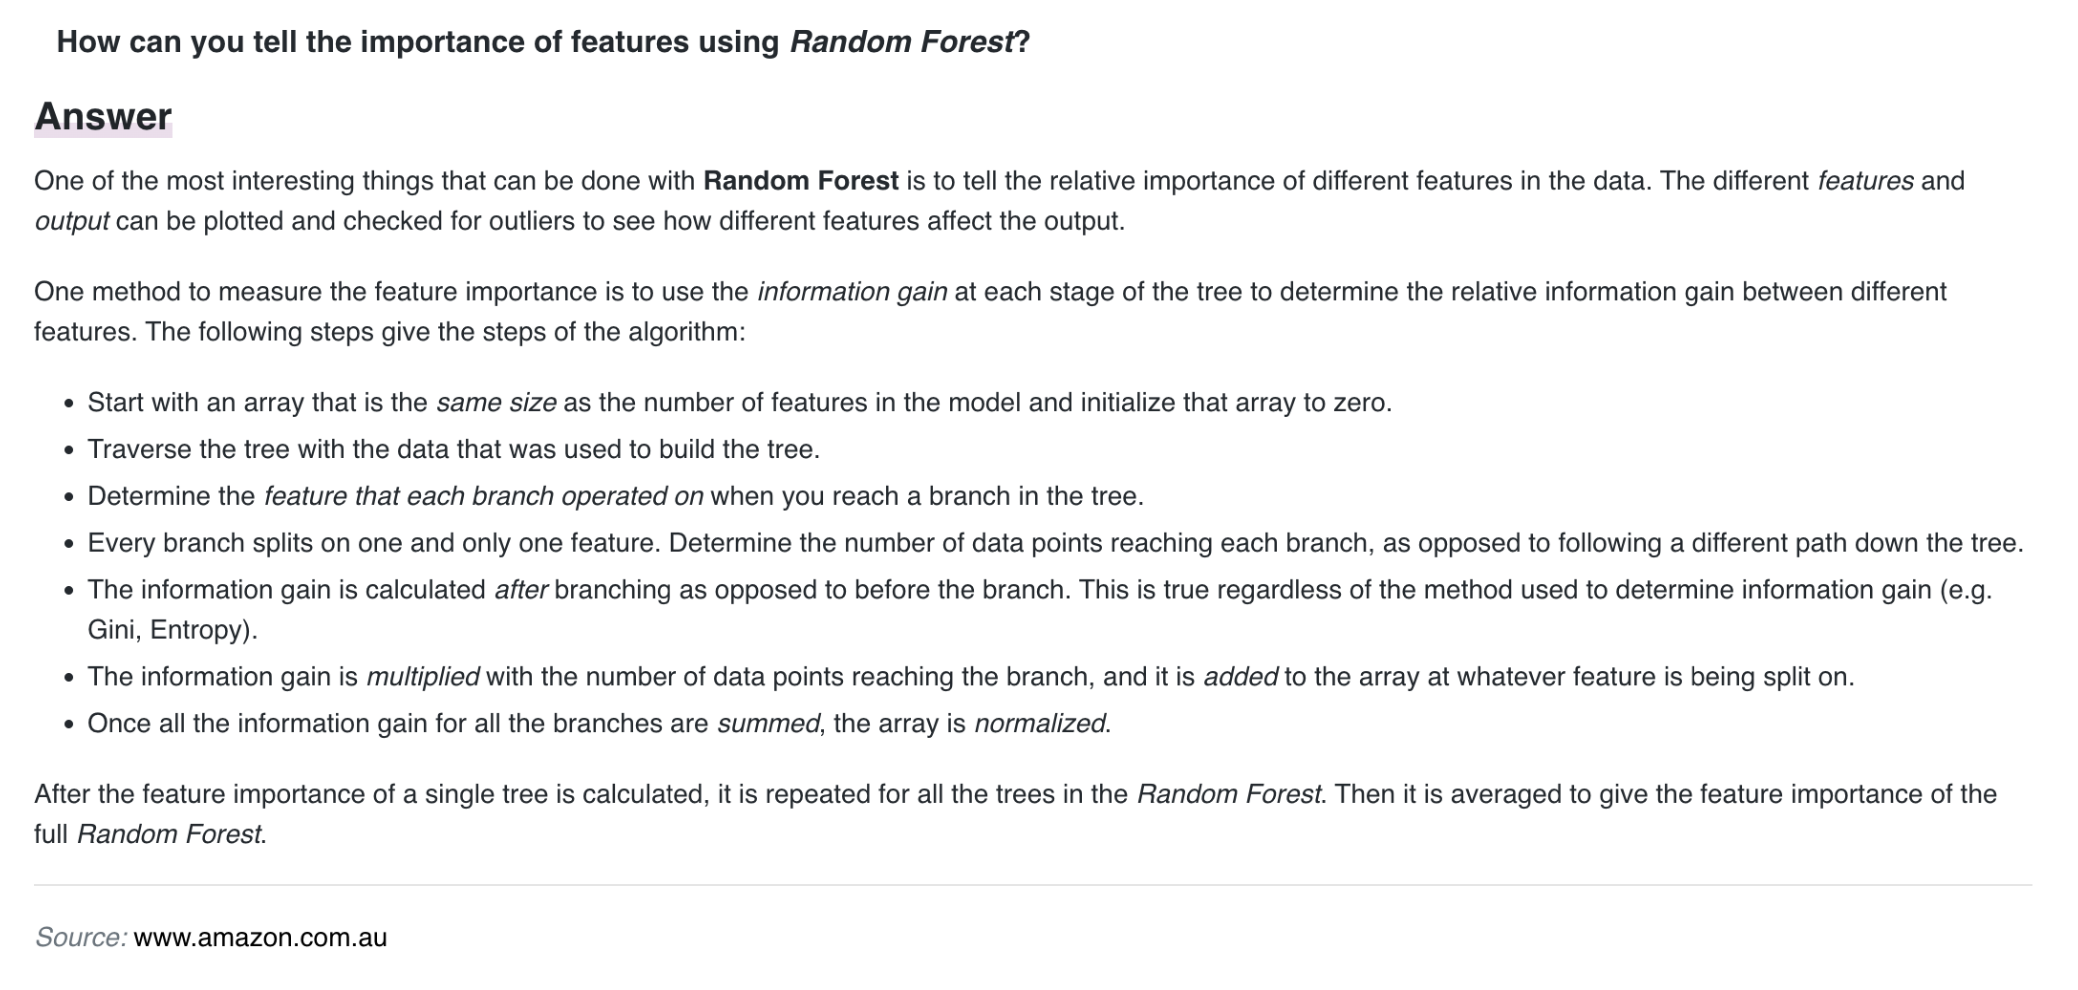 How can you tell the importance of features using Random Forest?
Answer
One of the most interesting things that can be done with Random Forest is to tell the relative importance of different features in the data. The different features and
output can be plotted and checked for outliers to see how different features affect the output.
One method to measure the feature importance is to use the information gain at each stage of the tree to determine the relative information gain between different
features. The following steps give the steps of the algorithm:
• Start with an array that is the same size as the number of features in the model and initialize that array to zero.
• Traverse the tree with the data that was used to build the tree.
• Determine the feature that each branch operated on when you reach a branch in the tree.
• Every branch splits on one and only one feature. Determine the number of data points reaching each branch, as opposed to following a different path down the tree.
• The information gain is calculated after branching as opposed to before the branch. This is true regardless of the method used to determine information gain (e.g.
Gini, Entropy).
• The information gain is multiplied with the number of data points reaching the branch, and it is added to the array at whatever feature is being split on.
• Once all the information gain for all the branches are summed, the array is normalized.
After the feature importance of a single tree is calculated, it is repeated for all the trees in the Random Forest. Then it is averaged to give the feature importance of the
full Random Forest.
Source: www.amazon.com.au